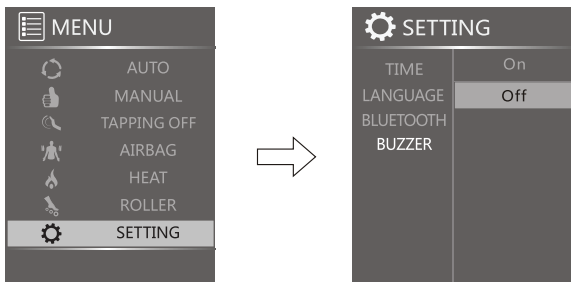 MENU
AUTO
MANUAL
TAPPING OFF
AIRBAG
HEAT
ROLLER
SETTING
SETTING
TIME
LANGUAGE
BLUETOOTH
BUZZER
On
Off